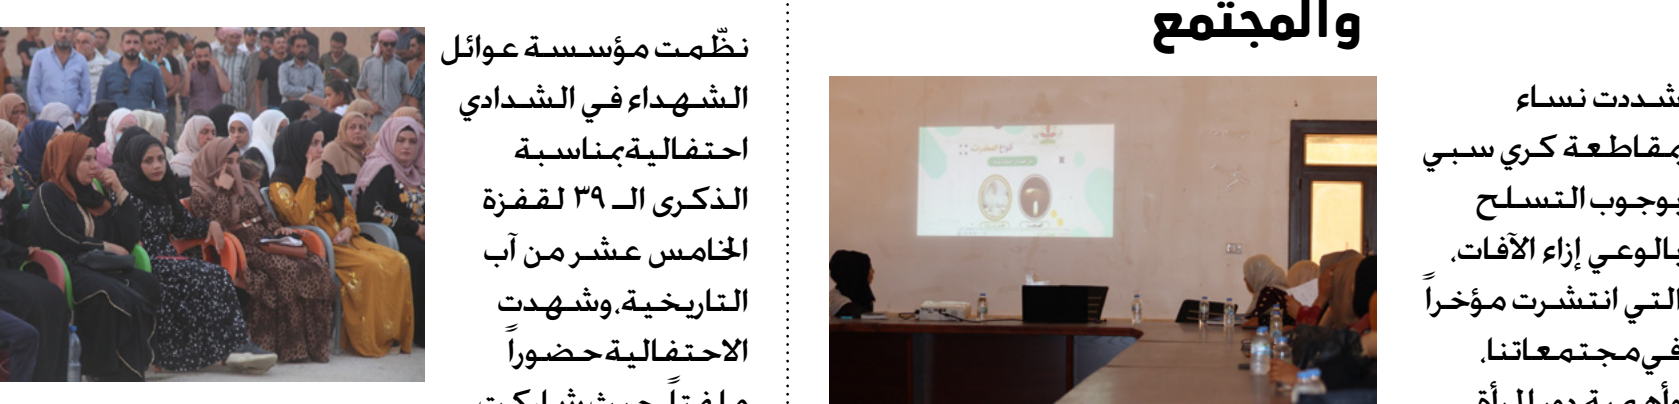 والمجتمع
شددت نساء
مقاطعة كري سبي
بوجوب التسلح
بالوعي إزاء الآفات،
التي انتشرت مؤخراً
في مجتمعاتنا،
نظّمت مؤسسة عوائل
الشهداء في الشدادي
احتفالية بمناسبة
الذكرى الـ ٣٩ لقفزة
الخامس عشر من آب
التاريخية، وشهدت
الاحتفالية حضوراً